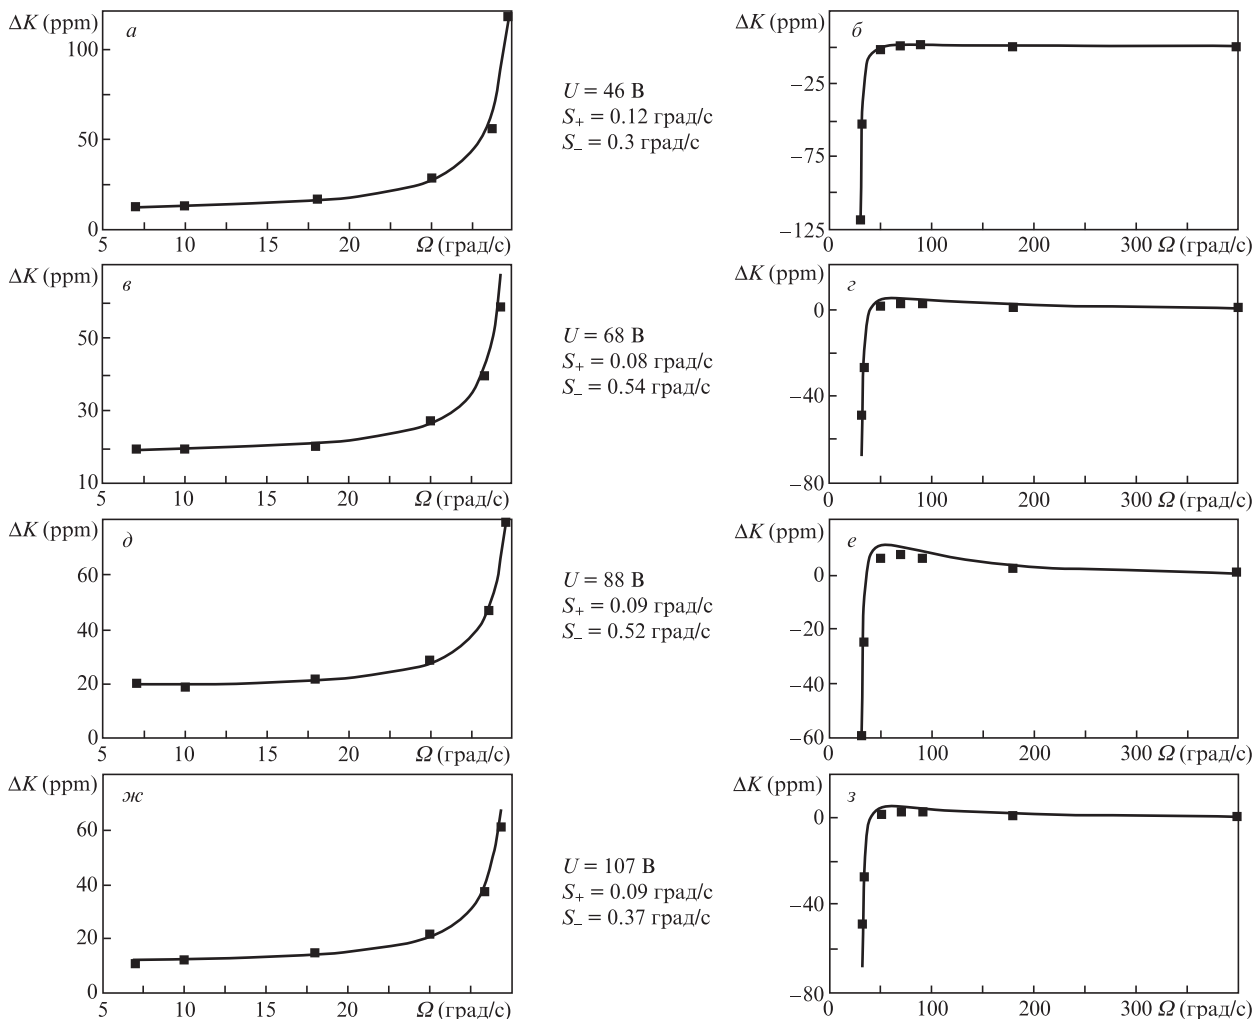 ΔK (ppm)
а
100
50
0
5 10 15 20 Ω (град/с)
U = 46 В
S₊ = 0.12 град/с
S₋ = 0.3 град/с
ΔK (ppm)
б
−25
−75
−125
0 100 200 300 Ω (град/с)
ΔK (ppm)
в
50
30
10
5 10 15 20 Ω (град/с)
U = 68 В
S₊ = 0.08 град/с
S₋ = 0.54 град/с
ΔK (ppm)
г
0
−40
−80
0 100 200 300 Ω (град/с)
ΔK (ppm)
д
60
40
20
0
5 10 15 20 Ω (град/с)
U = 88 В
S₊ = 0.09 град/с
S₋ = 0.52 град/с
ΔK (ppm)
е
0
−20
−40
−60
0 100 200 300 Ω (град/с)
ΔK (ppm)
ж
60
40
20
0
5 10 15 20 Ω (град/с)
U = 107 В
S₊ = 0.09 град/с
S₋ = 0.37 град/с
ΔK (ppm)
з
0
−40
−80
0 100 200 300 Ω (град/с)